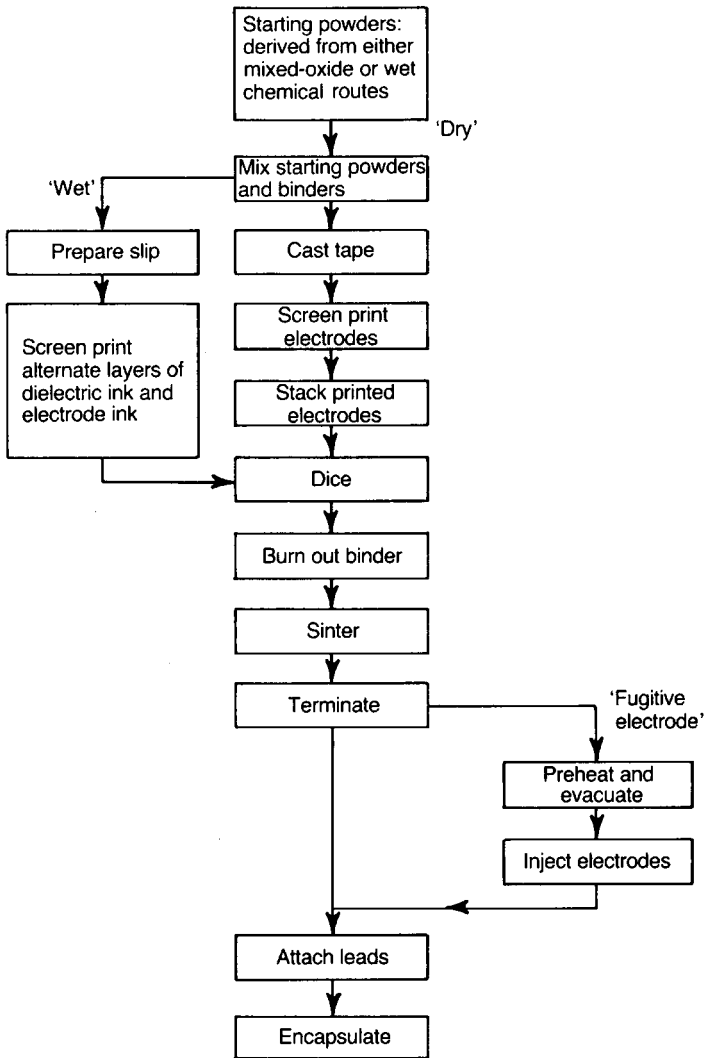 Starting powders:
derived from either
mixed-oxide or wet
chemical routes
'Dry'
Mix starting powders
and binders
'Wet'
Prepare slip
Cast tape
Screen print
alternate layers of
dielectric ink and
electrode ink
Screen print
electrodes
Stack printed
electrodes
Dice
Burn out binder
Sinter
Terminate
'Fugitive
electrode'
Preheat and
evacuate
Inject electrodes
Attach leads
Encapsulate